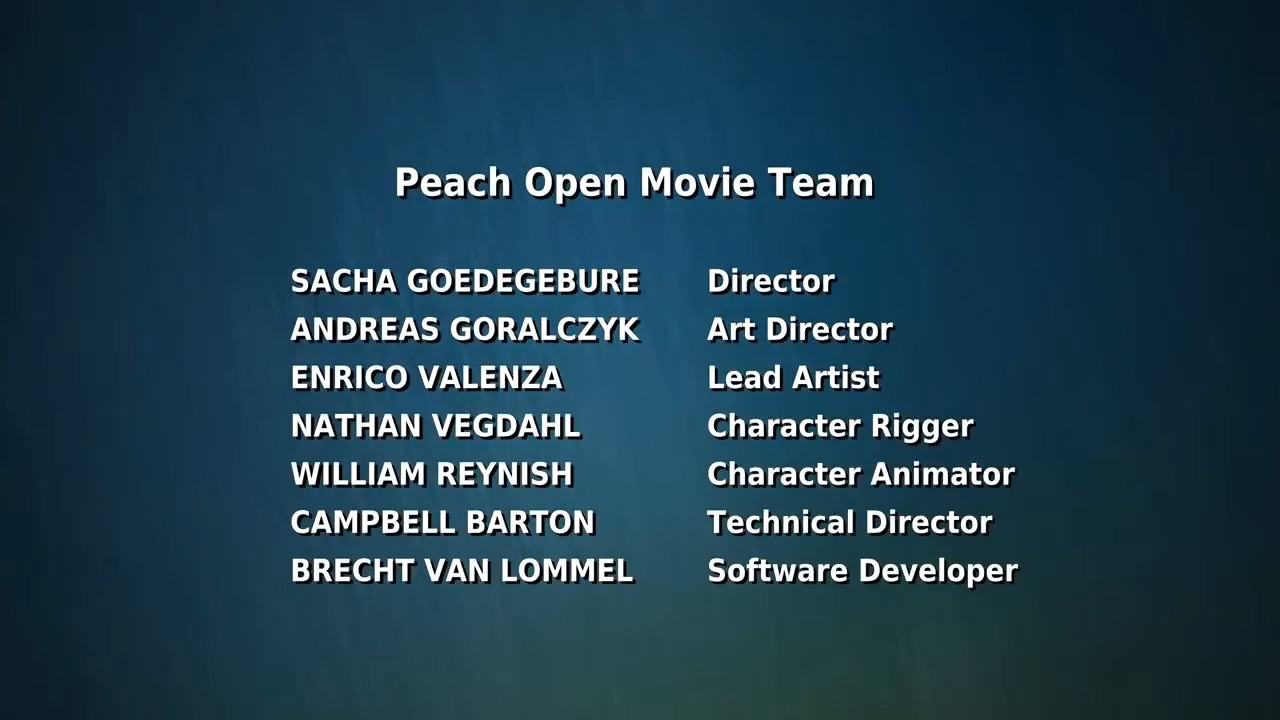 Peach Open Movie Team
SACHA GOEDEGEBURE Director
ANDREAS GORALCZYK Art Director
ENRICO VALENZA Lead Artist
NATHAN VEGDAHL Character Rigger
WILLIAM REYNISH Character Animator
CAMPBELL BARTON Technical Director
BRECHT VAN LOMMEL Software Developer